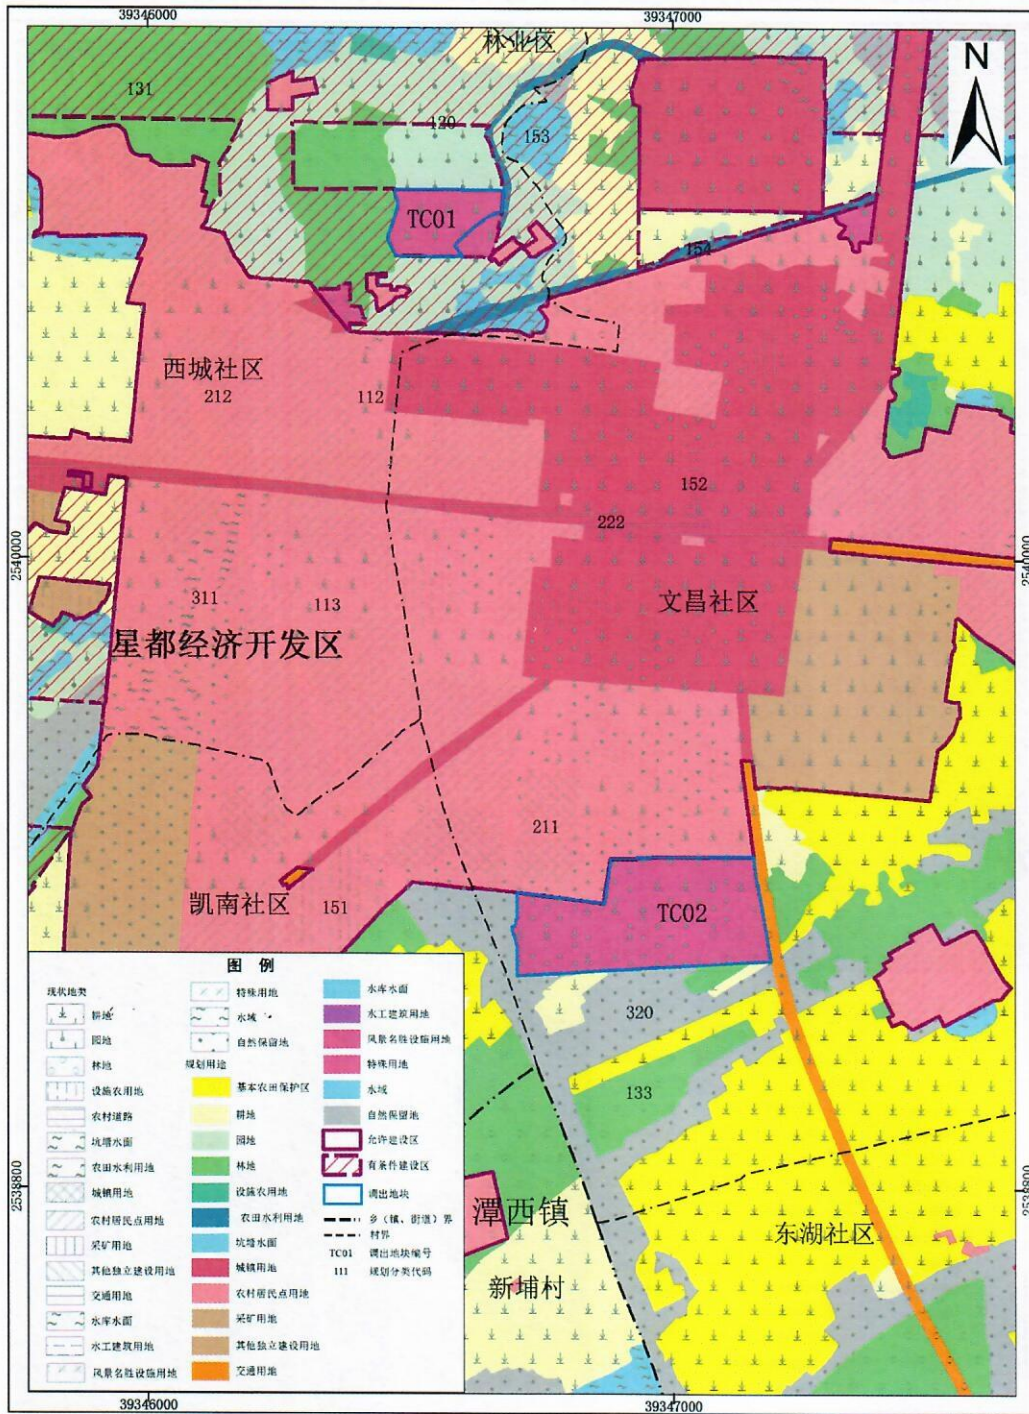 39346000
39347000
林业区
N
131
120
153
TC01
154
西城社区
212
112
152
222
2540000
2540000
311
113
文昌社区
星都经济开发区
211
凯南社区
151
TC02
320
133
2538800
2538800
潭西镇
东湖社区
新埔村
图 例
现状地类
耕地
园地
林地
设施农用地
农村道路
坑塘水面
农田水利用地
城镇用地
农村居民点用地
采矿用地
其他独立建设用地
交通用地
水库水面
水工建筑用地
风景名胜设施用地
特殊用地
水域
自然保留地
规划用地
基本农田保护区
耕地
园地
林地
设施农用地
农田水利用地
坑塘水面
城镇用地
农村居民点用地
采矿用地
其他独立建设用地
交通用地
水库水面
水工建筑用地
风景名胜设施用地
特殊用地
水域
自然保留地
允许建设区
有条件建设区
调出地块
乡（镇、街道）界
村界
TC01 调出地块编号
111 规划分类代码
39346000
39347000